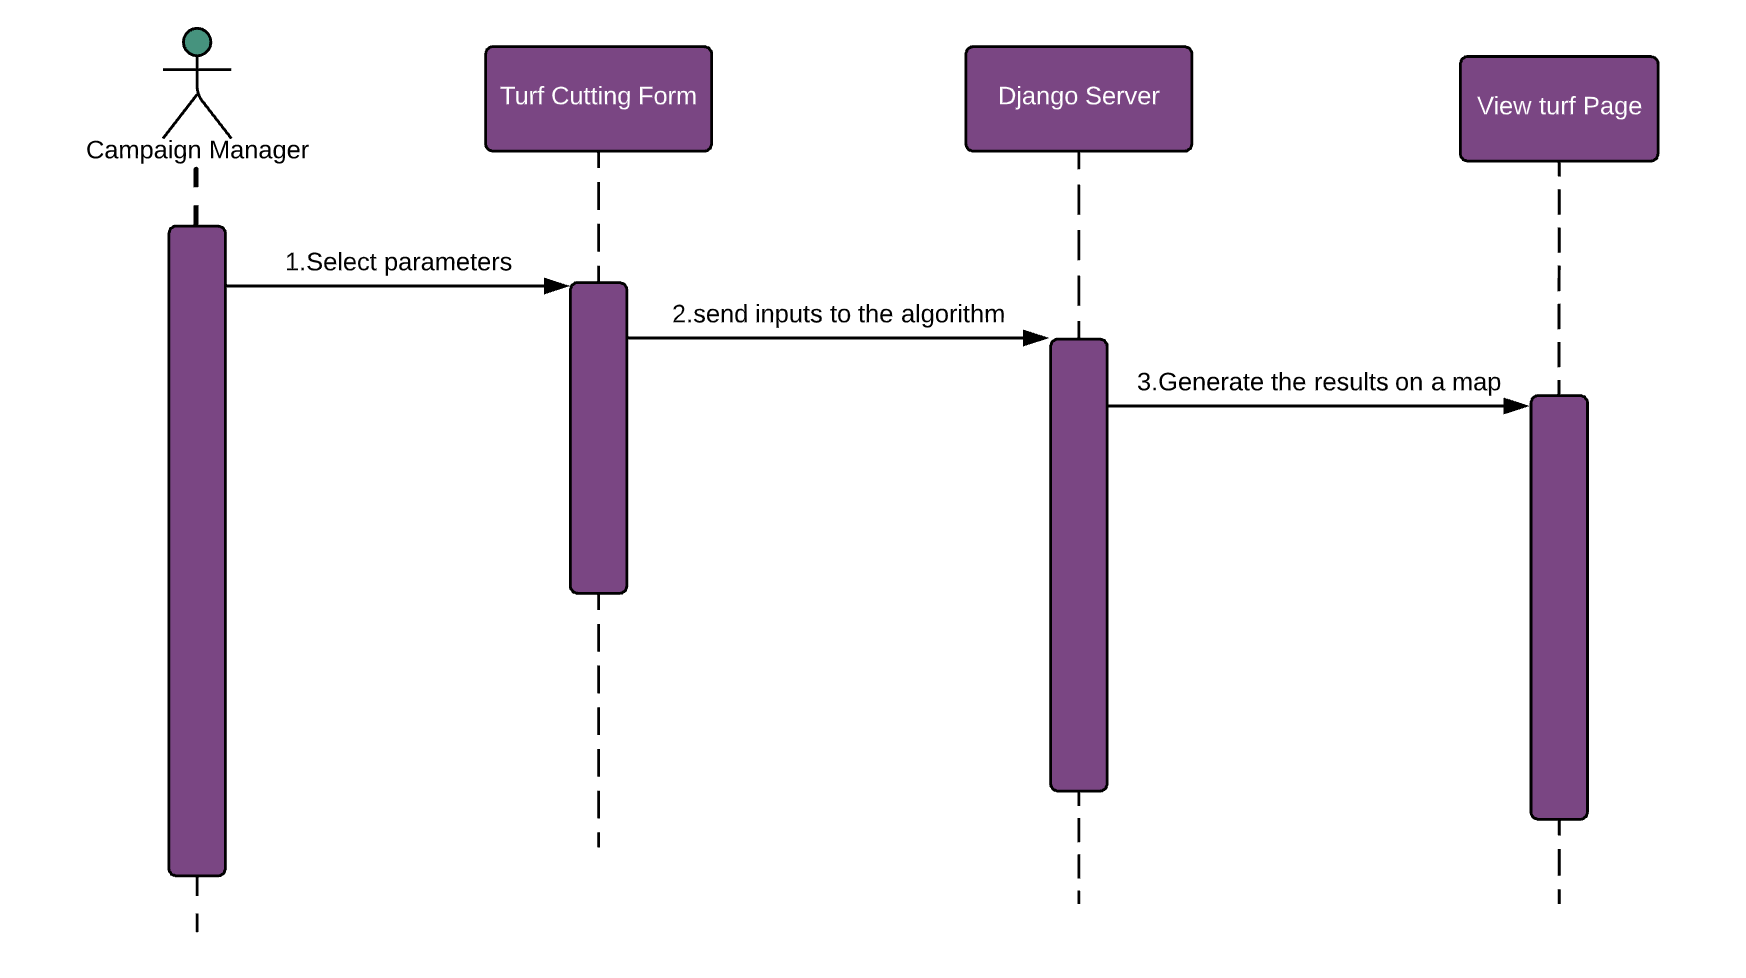 Turf Cutting Form
Django Server
View turf Page
Campaign Manager
1.Select parameters
2.send inputs to the algorithm
3.Generate the results on a map